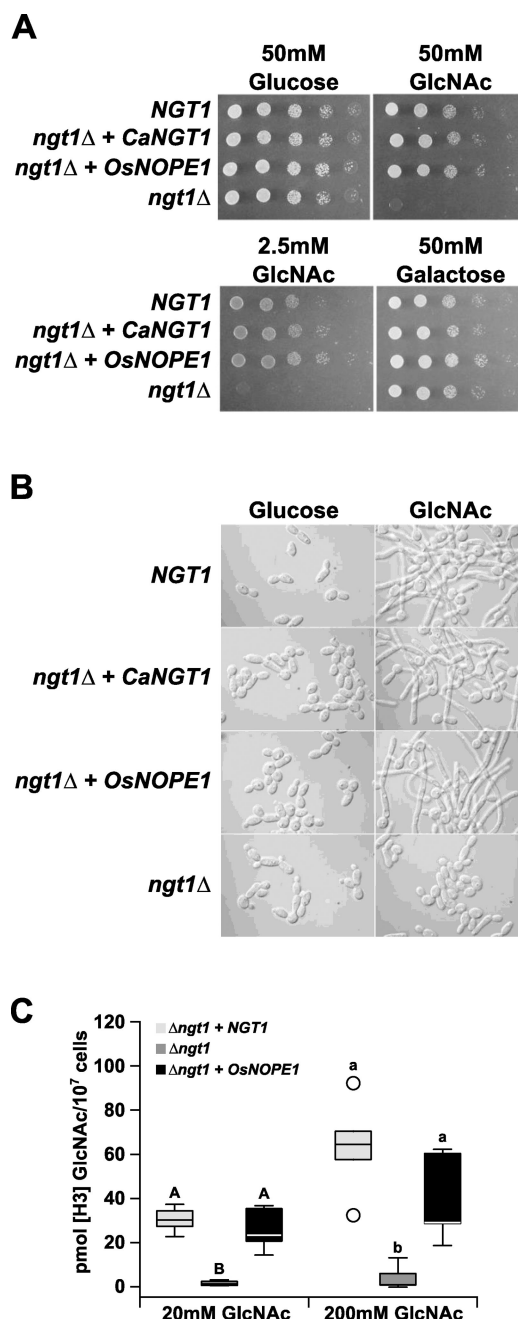 A
50mM Glucose
50mM GlcNAc
NGT1
ngt1Δ + CaNGT1
ngt1Δ + OsNOPE1
ngt1Δ
2.5mM GlcNAc
50mM Galactose
NGT1
ngt1Δ + CaNGT1
ngt1Δ + OsNOPE1
ngt1Δ
B
Glucose
GlcNAc
NGT1
ngt1Δ + CaNGT1
ngt1Δ + OsNOPE1
ngt1Δ
C
pmol [H3] GlcNAc/10⁷ cells
120
100
80
60
40
20
0
Δngt1 + NGT1
Δngt1
Δngt1 + OsNOPE1
A
B
A
a
b
a
20mM GlcNAc
200mM GlcNAc